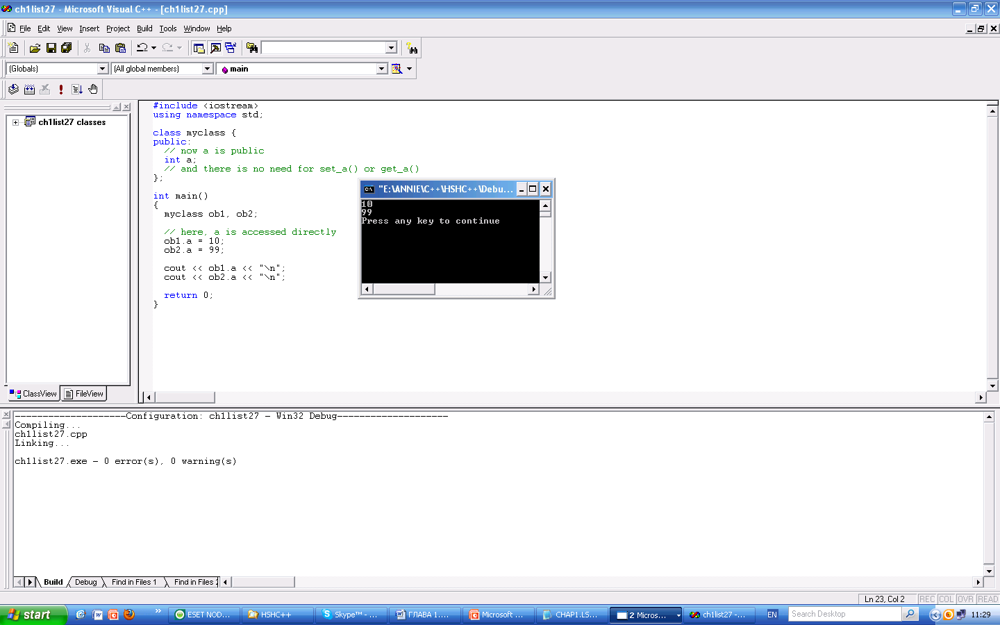 ch1list27 - Microsoft Visual C++ - [ch1list27.cpp]
File Edit View Insert Project Build Tools Window Help
(Globals) (All global members) main
ch1list27 classes
#include <iostream>
using namespace std;
class myclass {
public:
// now a is public
int a;
// and there is no need for set_a() or get_a()
};
int main()
{
myclass ob1, ob2;
// here, a is accessed directly
ob1.a = 10;
ob2.a = 99;
cout << ob1.a << "\n";
cout << ob2.a << "\n";
return 0;
}
"E:\ANNIE\C++\HSHC++\Debu...
10
99
Press any key to continue
ClassView FileView
--------------------Configuration: ch1list27 - Win32 Debug--------------------
Compiling...
ch1list27.cpp
Linking...
ch1list27.exe - 0 error(s), 0 warning(s)
Build Debug Find in Files 1 Find in Files 2
Ln 23, Col 2 REC COL OVR READ
start ESET NOD... HSHC++ Skype™ - ... ГЛАВА 1.... Microsoft ... CHAP1.LS... 2 Micros... ch1list27 -... EN Search Desktop 11:29